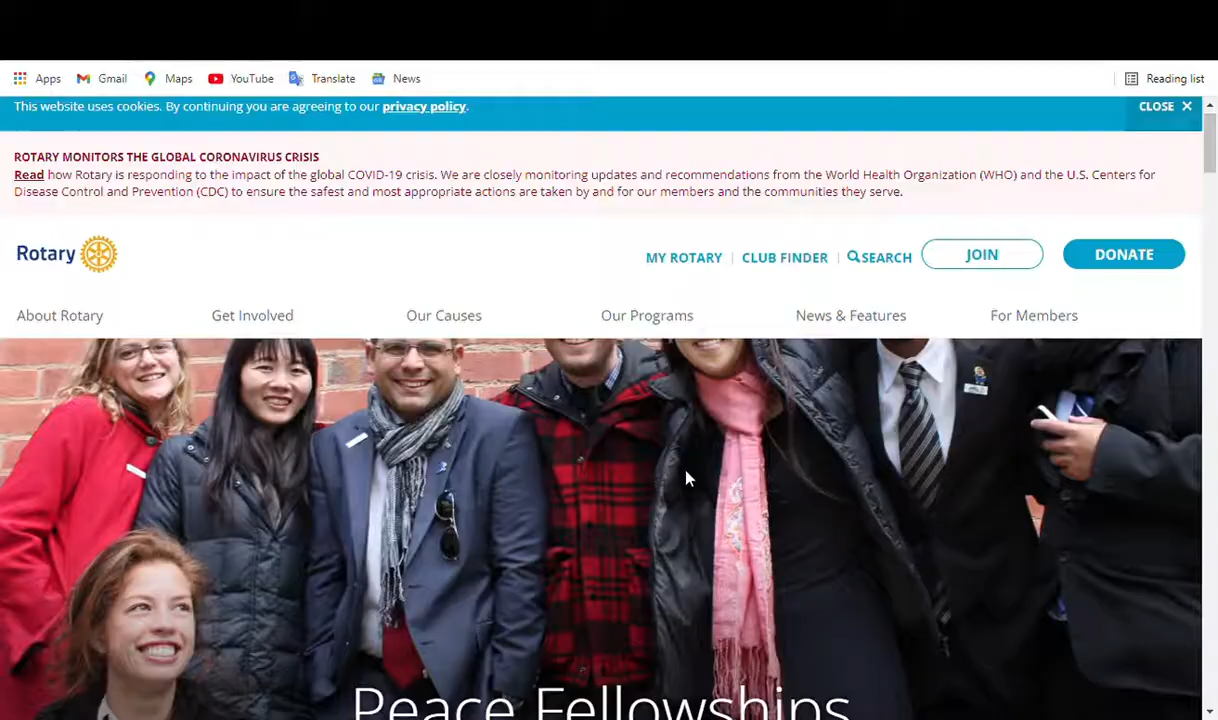 Apps Gmail Maps YouTube Translate News Reading list
This website uses cookies. By continuing you are agreeing to our privacy policy. CLOSE ✕
ROTARY MONITORS THE GLOBAL CORONAVIRUS CRISIS
Read how Rotary is responding to the impact of the global COVID-19 crisis. We are closely monitoring updates and recommendations from the World Health Organization (WHO) and the U.S. Centers for
Disease Control and Prevention (CDC) to ensure the safest and most appropriate actions are taken by and for our members and the communities they serve.
Rotary MY ROTARY | CLUB FINDER | SEARCH JOIN DONATE
About Rotary Get Involved Our Causes Our Programs News & Features For Members
Peace Fellowships